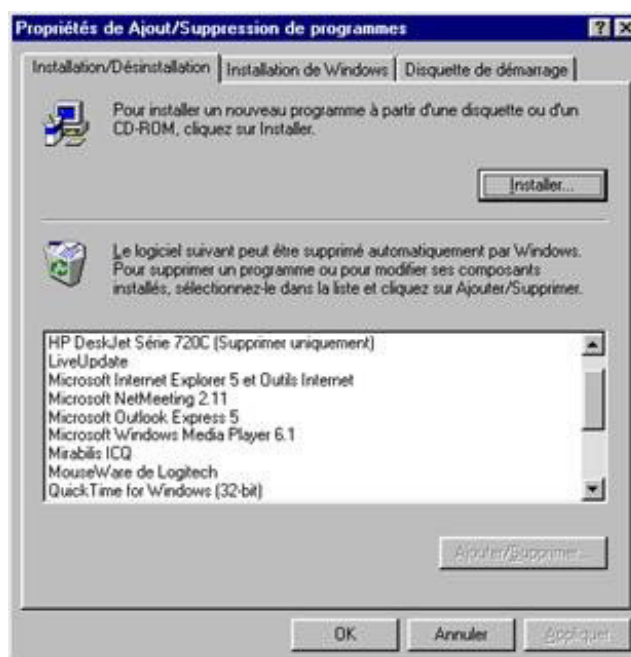 Propriétés de Ajout/Suppression de programmes
Installation/Désinstallation
Installation de Windows
Disquette de démarrage
Pour installer un nouveau programme à partir d'une disquette ou d'un
CD-ROM, cliquez sur Installer.
Installer...
Le logiciel suivant peut être supprimé automatiquement par Windows.
Pour supprimer un programme ou pour modifier ses composants
installés, sélectionnez-le dans la liste et cliquez sur Ajouter/Supprimer.
HP DeskJet Série 720C (Supprimer uniquement)
LiveUpdate
Microsoft Internet Explorer 5 et Outils Internet
Microsoft NetMeeting 2.11
Microsoft Outlook Express 5
Microsoft Windows Media Player 6.1
Mirabilis ICQ
MouseWare de Logitech
QuickTime for Windows (32-bit)
Ajouter/Supprimer...
OK
Annuler
Appliquer